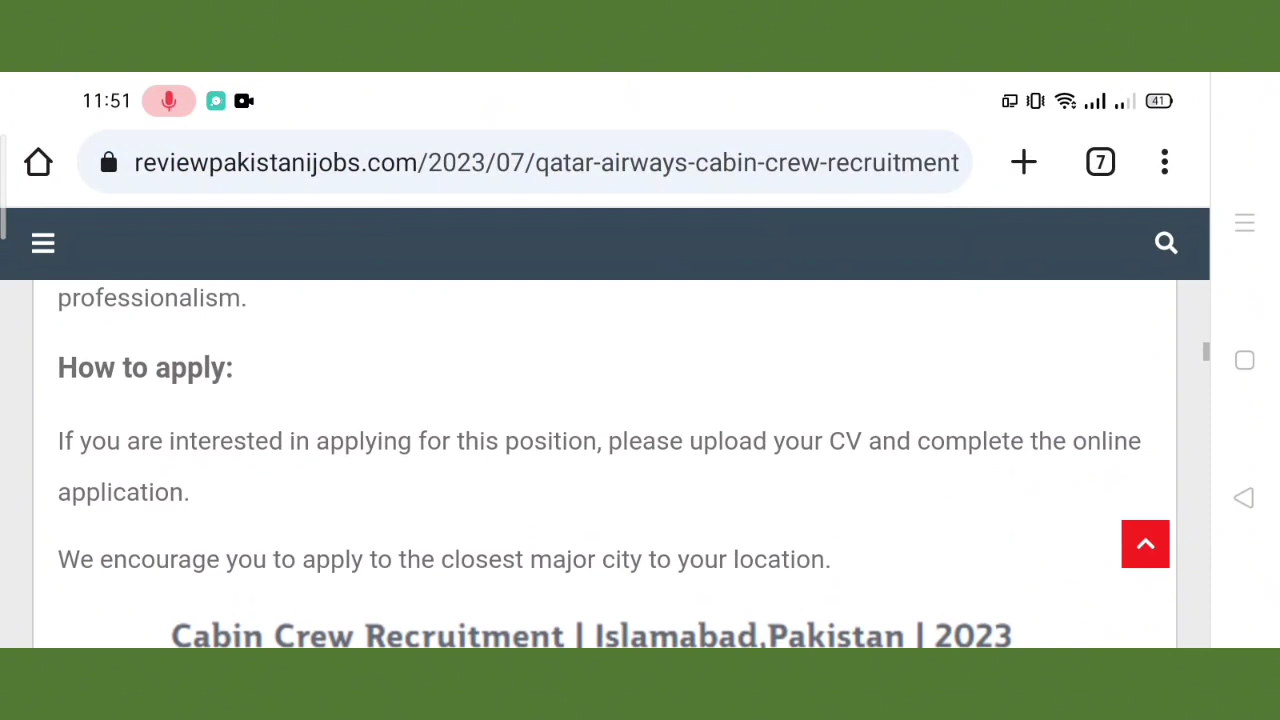 11:51
41
reviewpakistanijobs.com/2023/07/qatar-airways-cabin-crew-recruitment
7
professionalism.
How to apply:
If you are interested in applying for this position, please upload your CV and complete the online
application.
We encourage you to apply to the closest major city to your location.
Cabin Crew Recruitment | Islamabad,Pakistan | 2023